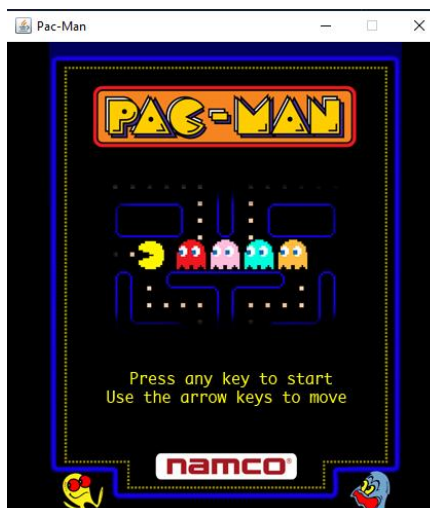 Pac-Man
PAC-MAN
Press any key to start
Use the arrow keys to move
namco